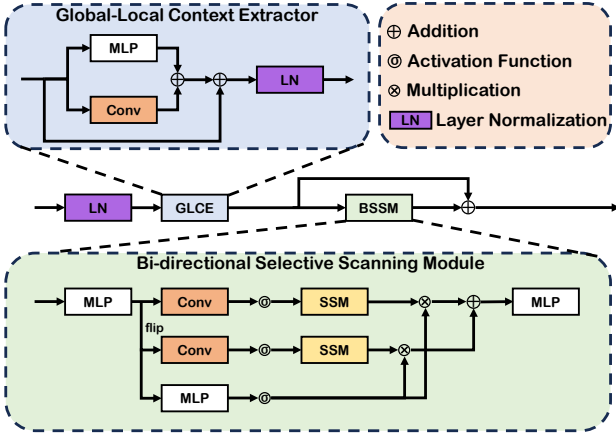 Global-Local Context Extractor
MLP
Conv
LN
Addition
σ Activation Function
Multiplication
LN Layer Normalization
LN
GLCE
BSSM
Bi-directional Selective Scanning Module
MLP
Conv
σ
SSM
MLP
flip
Conv
σ
SSM
MLP
σ